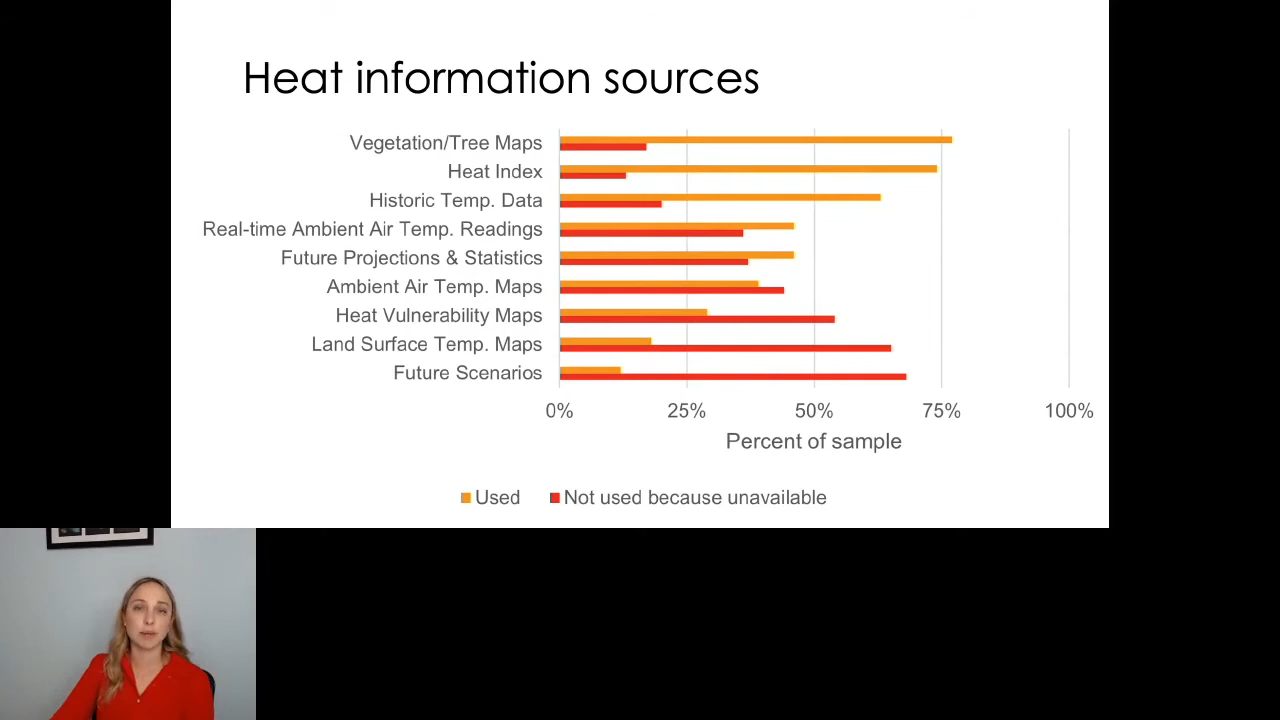 Heat information sources
Vegetation/Tree Maps
Heat Index
Historic Temp. Data
Real-time Ambient Air Temp. Readings
Future Projections & Statistics
Ambient Air Temp. Maps
Heat Vulnerability Maps
Land Surface Temp. Maps
Future Scenarios
0% 25% 50% 75% 100%
Percent of sample
Used Not used because unavailable